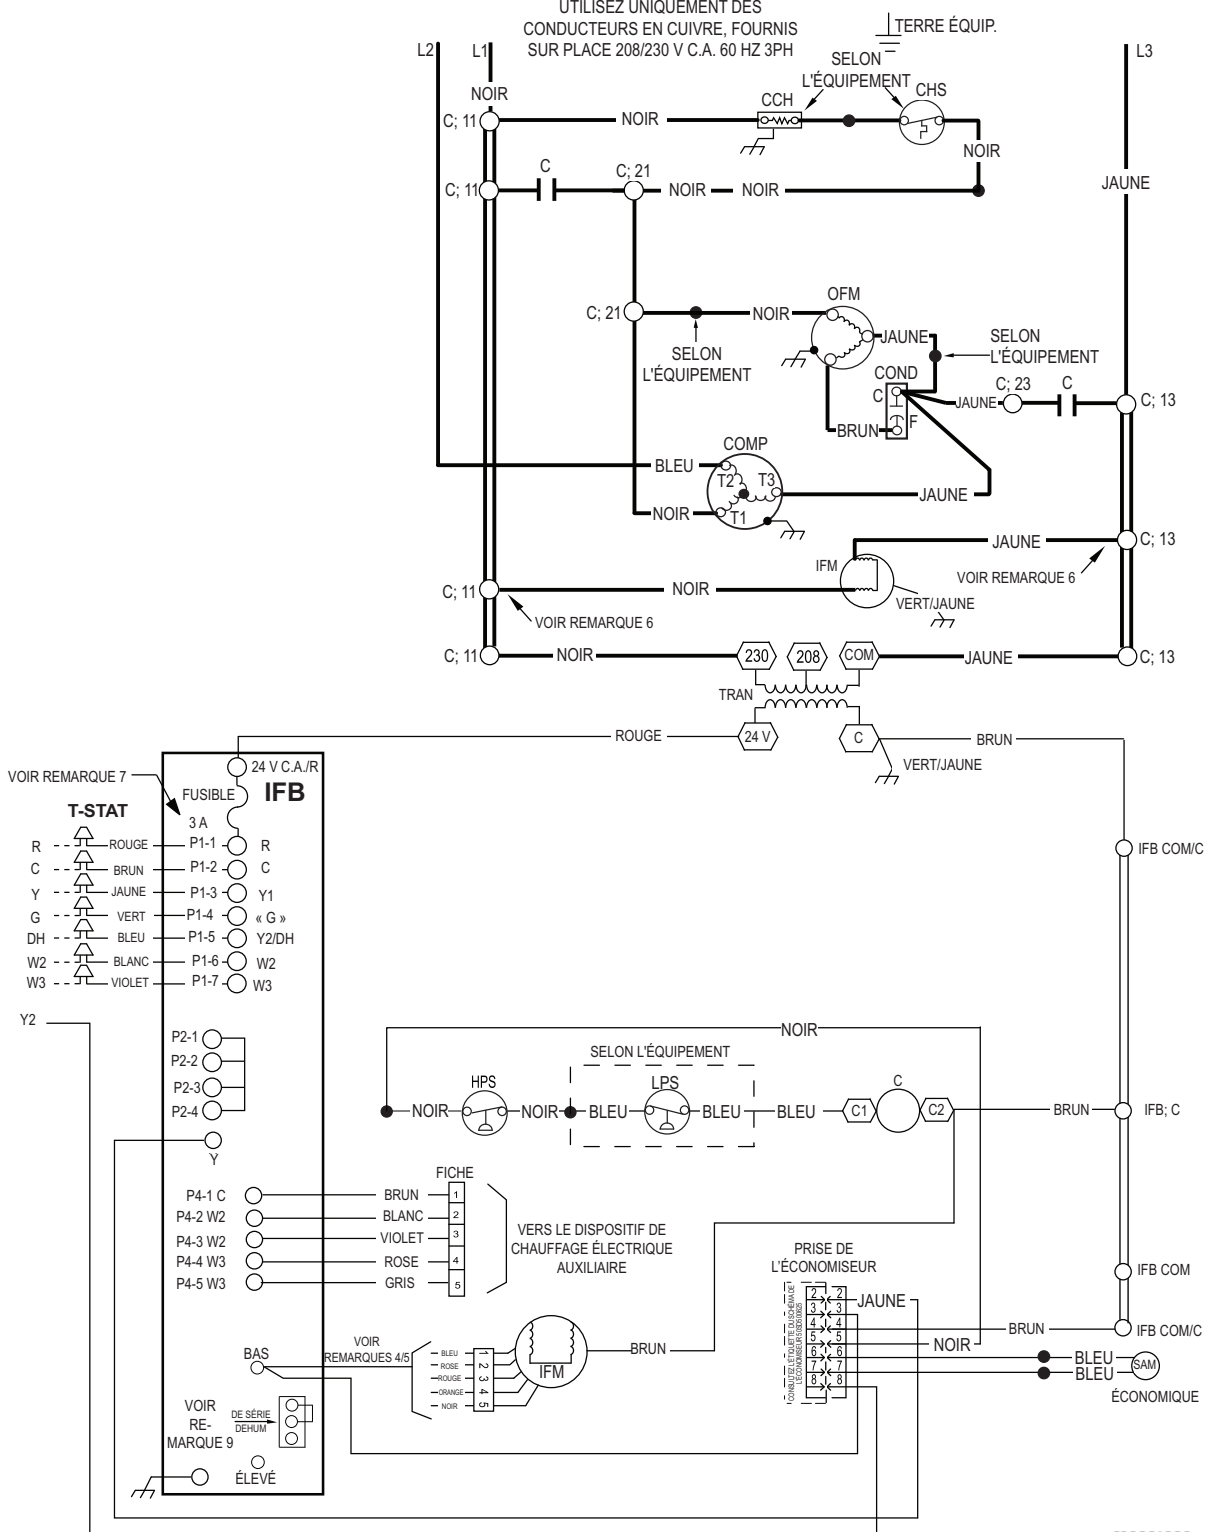 UTILISEZ UNIQUEMENT DES
CONDUCTEURS EN CUIVRE, FOURNIS
SUR PLACE 208/230 V C.A. 60 HZ 3PH
TERRE ÉQUIP.
L2
L1
L3
SELON
L'ÉQUIPEMENT
NOIR
CCH
CHS
C; 11
NOIR
NOIR
C
C; 21
C; 11
NOIR
NOIR
JAUNE
OFM
C; 21
NOIR
JAUNE
SELON
L'ÉQUIPEMENT
SELON
L'ÉQUIPEMENT
COND
C
F
C; 23
C
JAUNE
C; 13
BRUN
COMP
BLEU
T2
T3
T1
JAUNE
NOIR
JAUNE
C; 13
IFM
VOIR REMARQUE 6
C; 11
NOIR
VERT/JAUNE
VOIR REMARQUE 6
C; 11
NOIR
230
208
COM
JAUNE
C; 13
TRAN
ROUGE
24 V
C
BRUN
VERT/JAUNE
VOIR REMARQUE 7
24 V C.A./R
FUSIBLE
IFB
3 A
T-STAT
R
ROUGE
P1-1
R
C
BRUN
P1-2
C
Y
JAUNE
P1-3
Y1
G
VERT
P1-4
« G »
DH
BLEU
P1-5
Y2/DH
W2
BLANC
P1-6
W2
W3
VIOLET
P1-7
W3
IFB COM/C
Y2
P2-1
P2-2
P2-3
P2-4
Y
NOIR
SELON L'ÉQUIPEMENT
HPS
LPS
C
NOIR
NOIR
BLEU
BLEU
BLEU
C1
C2
BRUN
IFB; C
FICHE
P4-1 C
BRUN
1
P4-2 W2
BLANC
2
P4-3 W2
VIOLET
3
P4-4 W3
ROSE
4
P4-5 W3
GRIS
5
VERS LE DISPOSITIF DE
CHAUFFAGE ÉLECTRIQUE
AUXILIAIRE
PRISE DE
L'ÉCONOMISEUR
IFB COM
CONSULTEZ L'ÉTIQUETTE DU SCHÉMA DE
2
2
3
3
4
4
5
5
6
6
7
7
8
8
JAUNE
BRUN
IFB COM/C
NOIR
BLEU
BLEU
SAM
ÉCONOMIQUE
BAS
VOIR
REMARQUES 4/5
BLEU
1
ROSE
2
ROUGE
3
ORANGE
4
NOIR
5
IFM
BRUN
VOIR
RE-
MARQUE 9
DE SÉRIE
DEHUM
ÉLEVÉ